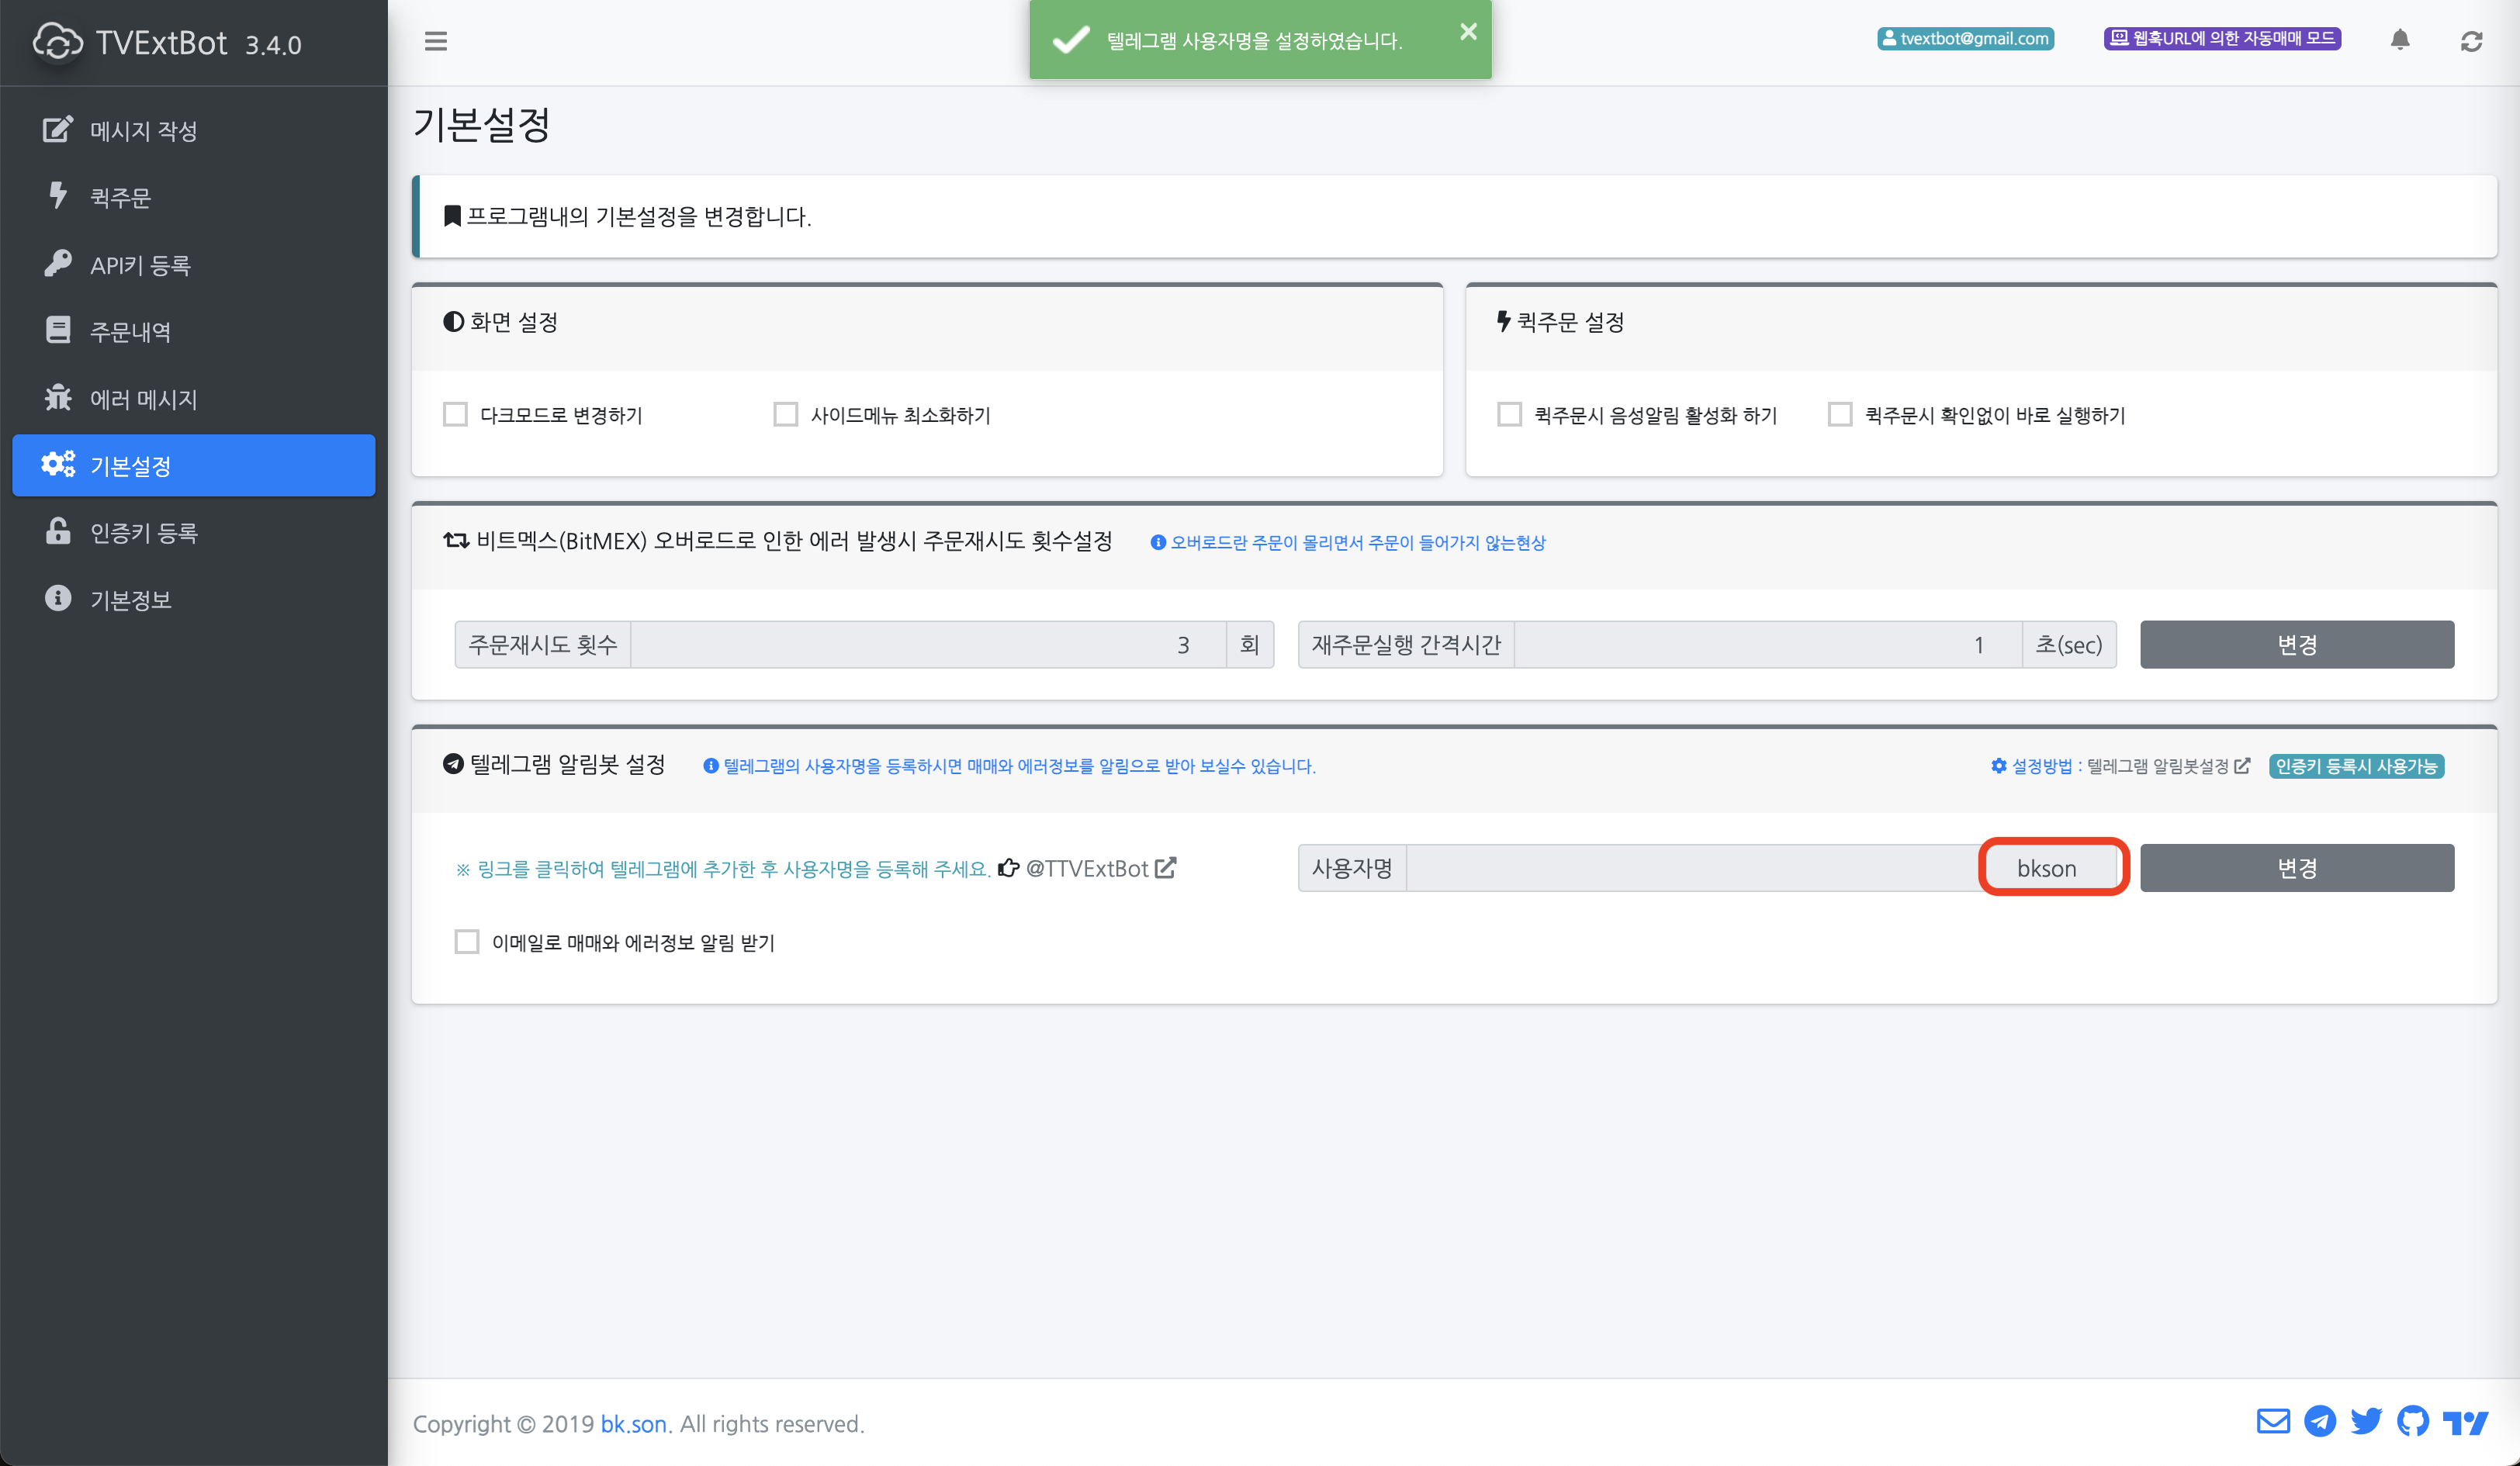 TVExtBot 3.4.0
메시지 작성
퀵주문
API키 등록
주문내역
에러 메시지
기본설정
인증키 등록
기본정보
텔레그램 사용자명을 설정하였습니다.
tvextbot@gmail.com
웹훅URL에 의한 자동매매 모드
기본설정
프로그램내의 기본설정을 변경합니다.
화면 설정
다크모드로 변경하기
사이드메뉴 최소화하기
퀵주문 설정
퀵주문시 음성알림 활성화 하기
퀵주문시 확인없이 바로 실행하기
비트멕스(BitMEX) 오버로드로 인한 에러 발생시 주문재시도 횟수설정
오버로드란 주문이 몰리면서 주문이 들어가지 않는현상
주문재시도 횟수 3 회
재주문실행 간격시간 1 초(sec)
변경
텔레그램 알림봇 설정
텔레그램의 사용자명을 등록하시면 매매와 에러정보를 알림으로 받아 보실수 있습니다.
설정방법 : 텔레그램 알림봇설정
인증키 등록시 사용가능
※ 링크를 클릭하여 텔레그램에 추가한 후 사용자명을 등록해 주세요. @TTVExtBot
사용자명 bkson
변경
이메일로 매매와 에러정보 알림 받기
Copyright © 2019 bk.son. All rights reserved.